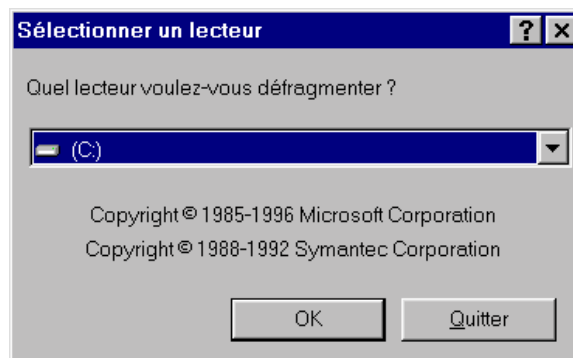 Sélectionner un lecteur
Quel lecteur voulez-vous défragmenter ?
(C:)
Copyright © 1985-1996 Microsoft Corporation
Copyright © 1988-1992 Symantec Corporation
OK Quitter